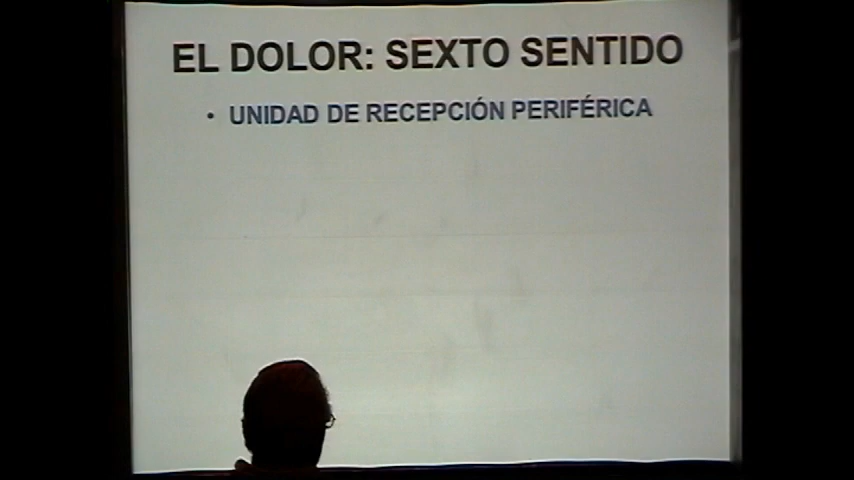 EL DOLOR: SEXTO SENTIDO
• UNIDAD DE RECEPCIÓN PERIFÉRICA